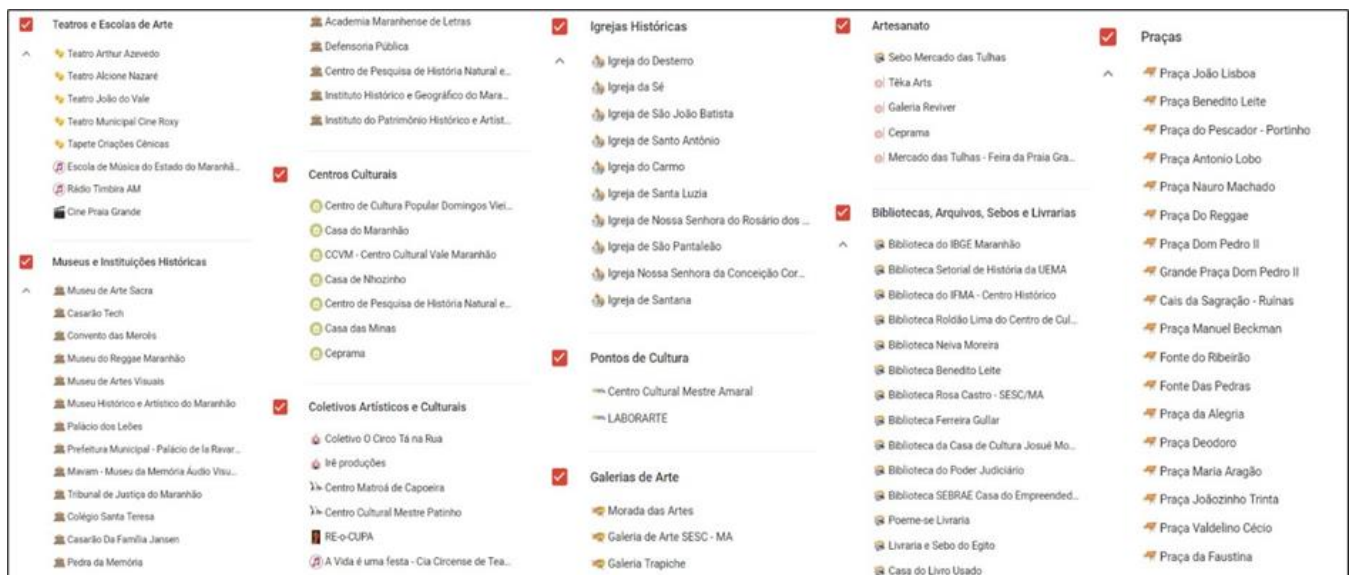 Teatros e Escolas de Arte
Teatro Arthur Azevedo
Teatro Alcione Nazaré
Teatro João do Vale
Teatro Municipal Cine Roxy
Tapete Criações Cênicas
Escola de Música do Estado do Maranhã...
Rádio Timbira AM
Cine Praia Grande
Museus e Instituições Históricas
Museu de Arte Sacra
Casarão Tech
Convento das Mercês
Museu do Reggae Maranhão
Museu de Artes Visuais
Museu Histórico e Artístico do Maranhão
Palácio dos Leões
Prefeitura Municipal - Palácio de la Ravar...
Mavam - Museu da Memória Áudio Visu...
Tribunal de Justiça do Maranhão
Colégio Santa Teresa
Casarão Da Família Jansen
Pedra da Memória
Academia Maranhense de Letras
Defensoria Pública
Centro de Pesquisa de História Natural e...
Instituto Histórico e Geográfico do Mara...
Instituto do Patrimônio Histórico e Artíst...
Centros Culturais
Centro de Cultura Popular Domingos Viei...
Casa do Maranhão
CCVM - Centro Cultural Vale Maranhão
Casa de Nhozinho
Centro de Pesquisa de História Natural e...
Casa das Minas
Ceprama
Coletivos Artísticos e Culturais
Coletivo O Circo Tá na Rua
Irê produções
Centro Matroá de Capoeira
Centro Cultural Mestre Patinho
RE-o-CUPA
A Vida é uma festa - Cia Circense de Tea...
Igrejas Históricas
Igreja do Desterro
Igreja da Sé
Igreja de São João Batista
Igreja de Santo Antônio
Igreja do Carmo
Igreja de Santa Luzia
Igreja de Nossa Senhora do Rosário dos ...
Igreja de São Pantaleão
Igreja Nossa Senhora da Conceição Cor...
Igreja de Santana
Pontos de Cultura
Centro Cultural Mestre Amaral
LABORARTE
Galerias de Arte
Morada das Artes
Galeria de Arte SESC - MA
Galeria Trapiche
Artesanato
Sebo Mercado das Tulhas
Têka Arts
Galeria Reviver
Ceprama
Mercado das Tulhas - Feira da Praia Gra...
Bibliotecas, Arquivos, Sebos e Livrarias
Biblioteca do IBGE Maranhão
Biblioteca Setorial de História da UEMA
Biblioteca do IFMA - Centro Histórico
Biblioteca Roldão Lima do Centro de Cul...
Biblioteca Neiva Moreira
Biblioteca Benedito Leite
Biblioteca Rosa Castro - SESC/MA
Biblioteca Ferreira Gullar
Biblioteca da Casa de Cultura Josué Mo...
Biblioteca do Poder Judiciário
Biblioteca SEBRAE Casa do Empreended...
Poeme-se Livraria
Livraria e Sebo do Egito
Casa do Livro Usado
Praças
Praça João Lisboa
Praça Benedito Leite
Praça do Pescador - Portinho
Praça Antonio Lobo
Praça Nauro Machado
Praça Do Reggae
Praça Dom Pedro II
Grande Praça Dom Pedro II
Cais da Sagração - Ruínas
Praça Manuel Beckman
Fonte do Ribeirão
Fonte Das Pedras
Praça da Alegria
Praça Deodoro
Praça Maria Aragão
Praça Joãozinho Trinta
Praça Valdelino Cécio
Praça da Faustina